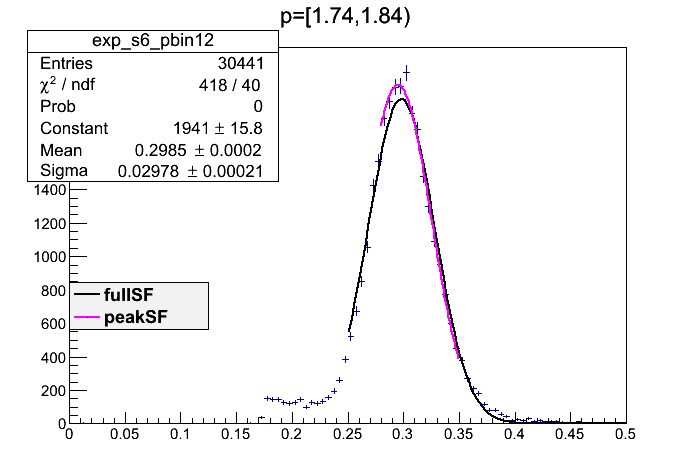 p=[1.74,1.84)
exp_s6_pbin12
Entries 30441
χ² / ndf 418 / 40
Prob 0
Constant 1941 ± 15.8
Mean 0.2985 ± 0.0002
Sigma 0.02978 ± 0.00021
1400
1200
1000
800
600
400
200
0
fullSF
peakSF
0 0.05 0.1 0.15 0.2 0.25 0.3 0.35 0.4 0.45 0.5